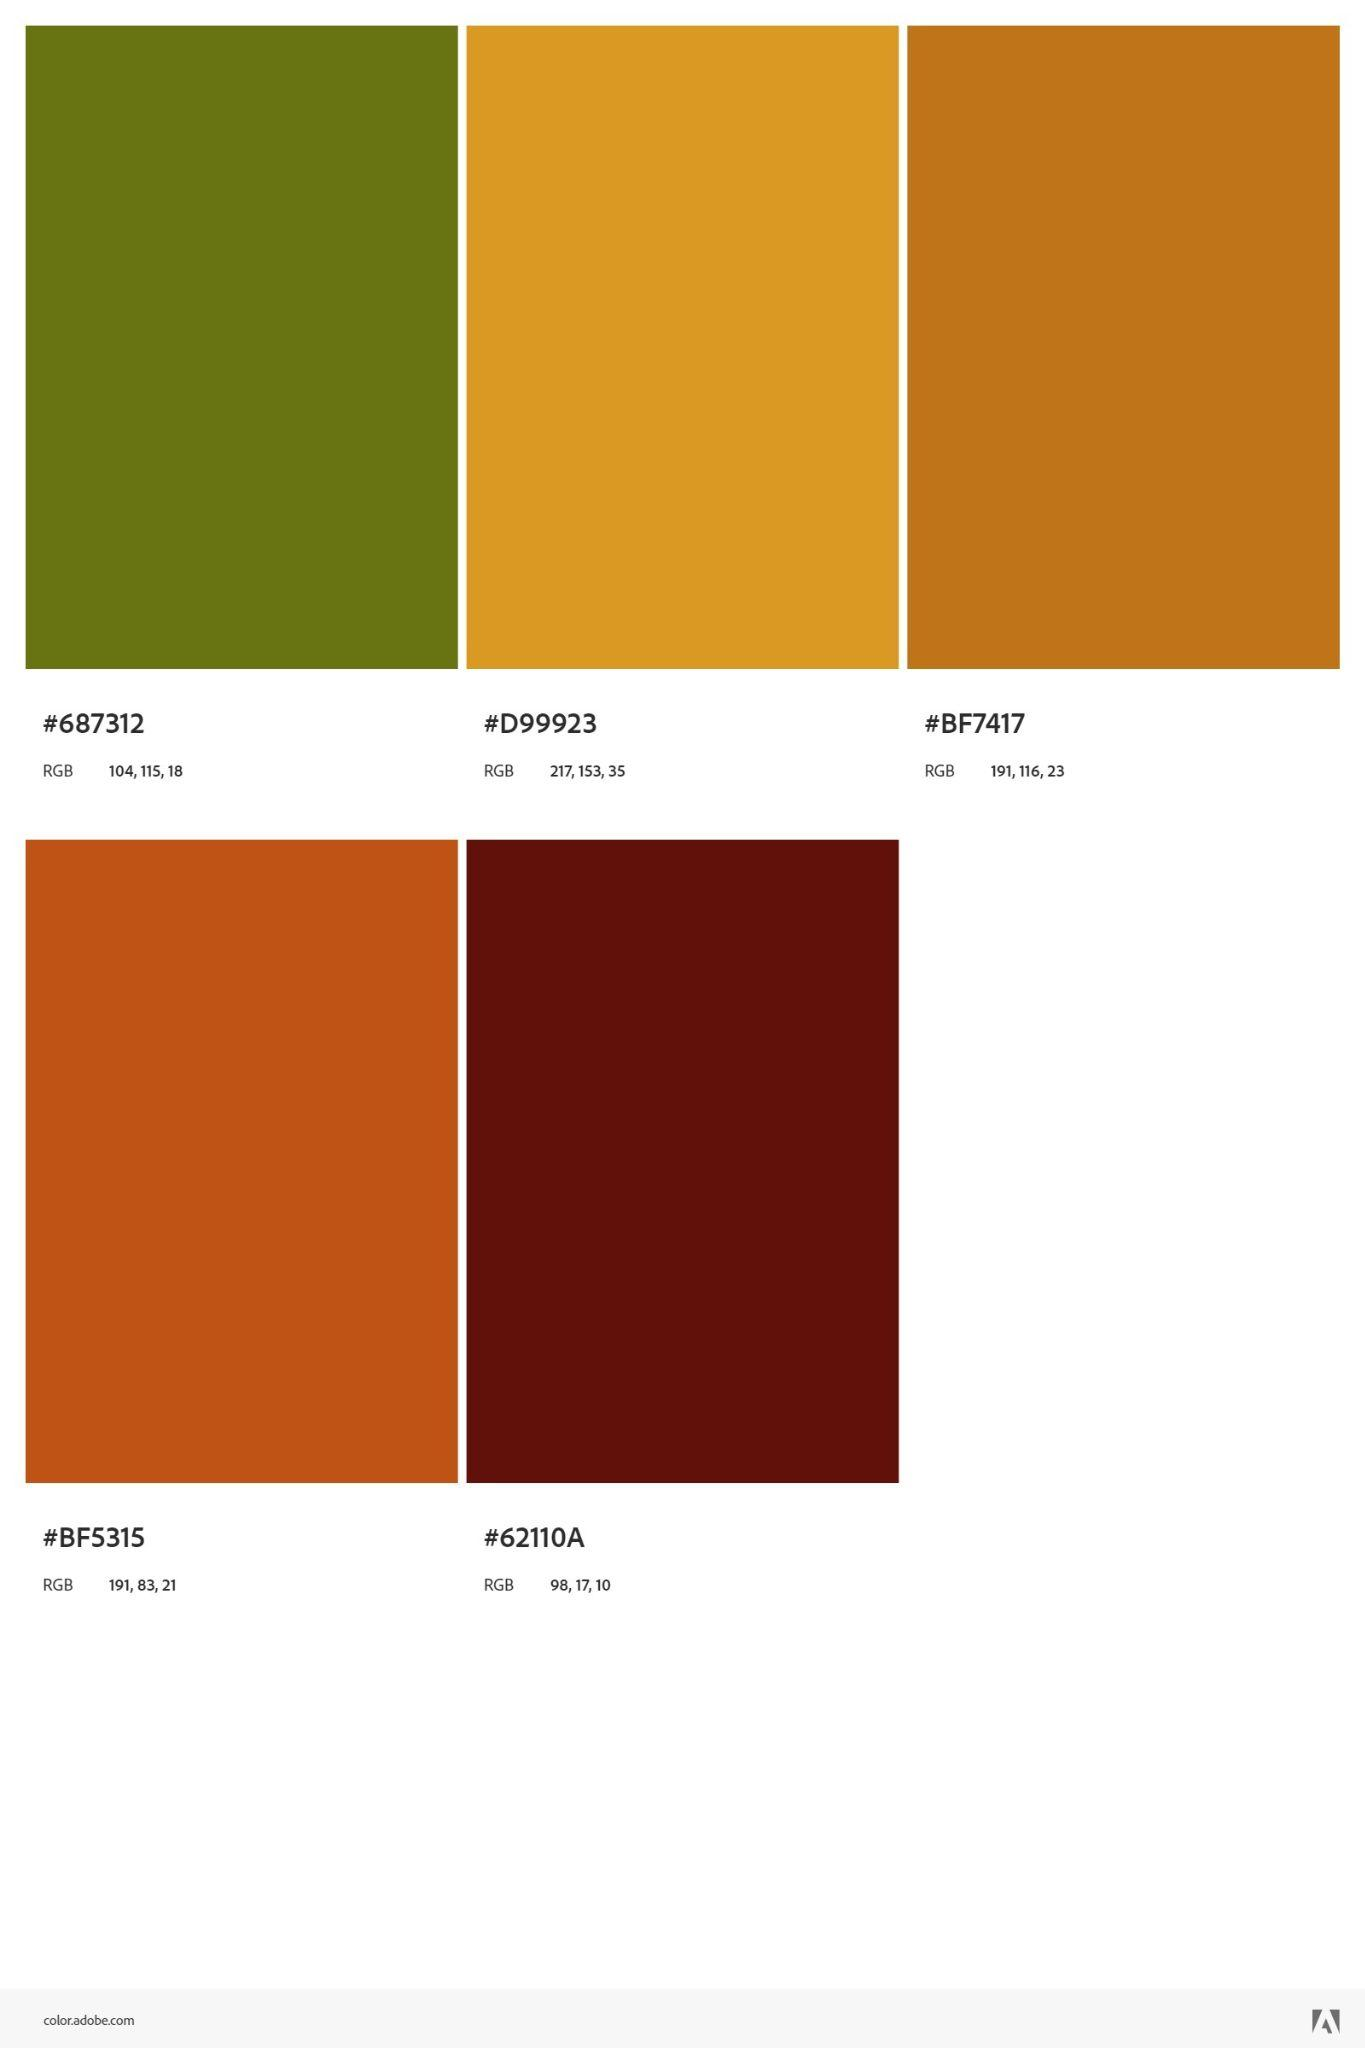 #687312 #D99923 #BF7417
RGB 104, 115, 18 RGB 217, 153, 35 RGB 191, 116, 23
#BF5315 #62110A
RGB 191, 83, 21 RGB 98, 17, 10
color.adobe.com